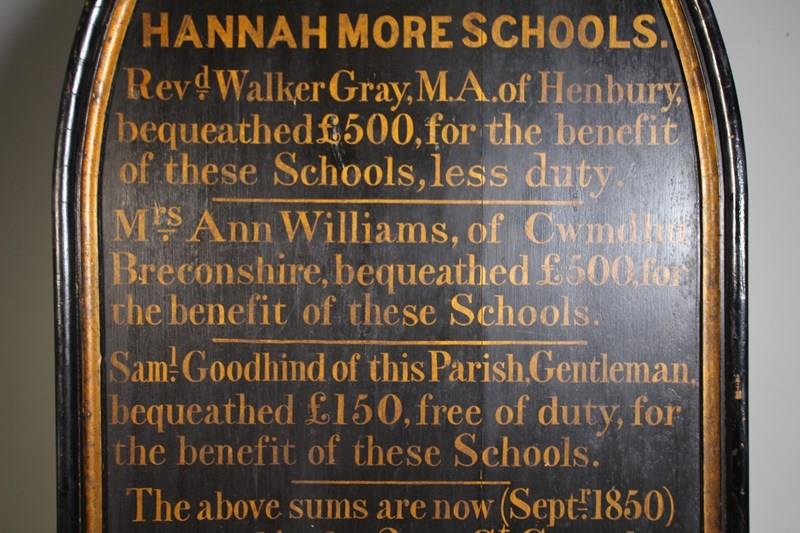 HANNAH MORE SCHOOLS.
Revd. Walker Gray, M.A. of Henbury,
bequeathed £500, for the benefit
of these Schools, less duty.
Mrs. Ann Williams, of
Breconshire, bequeathed £500, for
the benefit of these Schools.
Saml. Goodhind of this Parish, Gentleman,
bequeathed £150, free of duty, for
the benefit of these Schools.
The above sums are now (Septr. 1850)